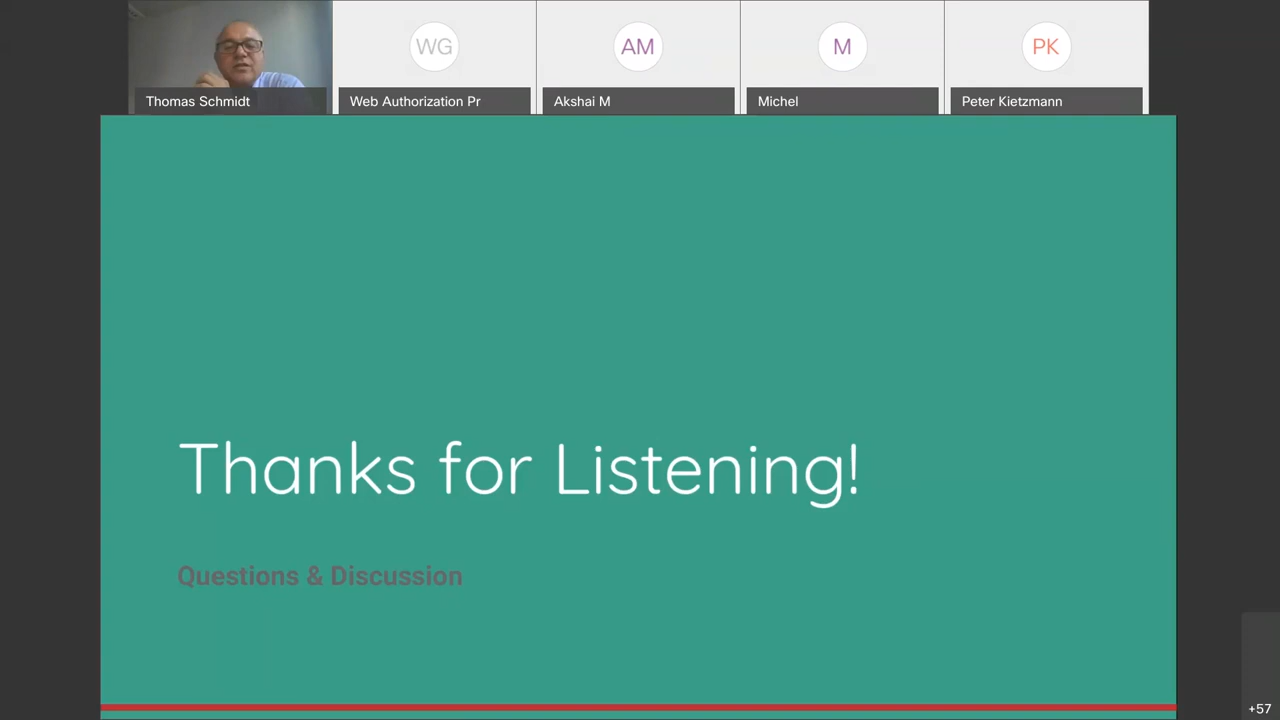 WG
AM
M
PK
Thomas Schmidt
Web Authorization Pr
Akshai M
Michel
Peter Kietzmann
Thanks for Listening!
Questions & Discussion
+57